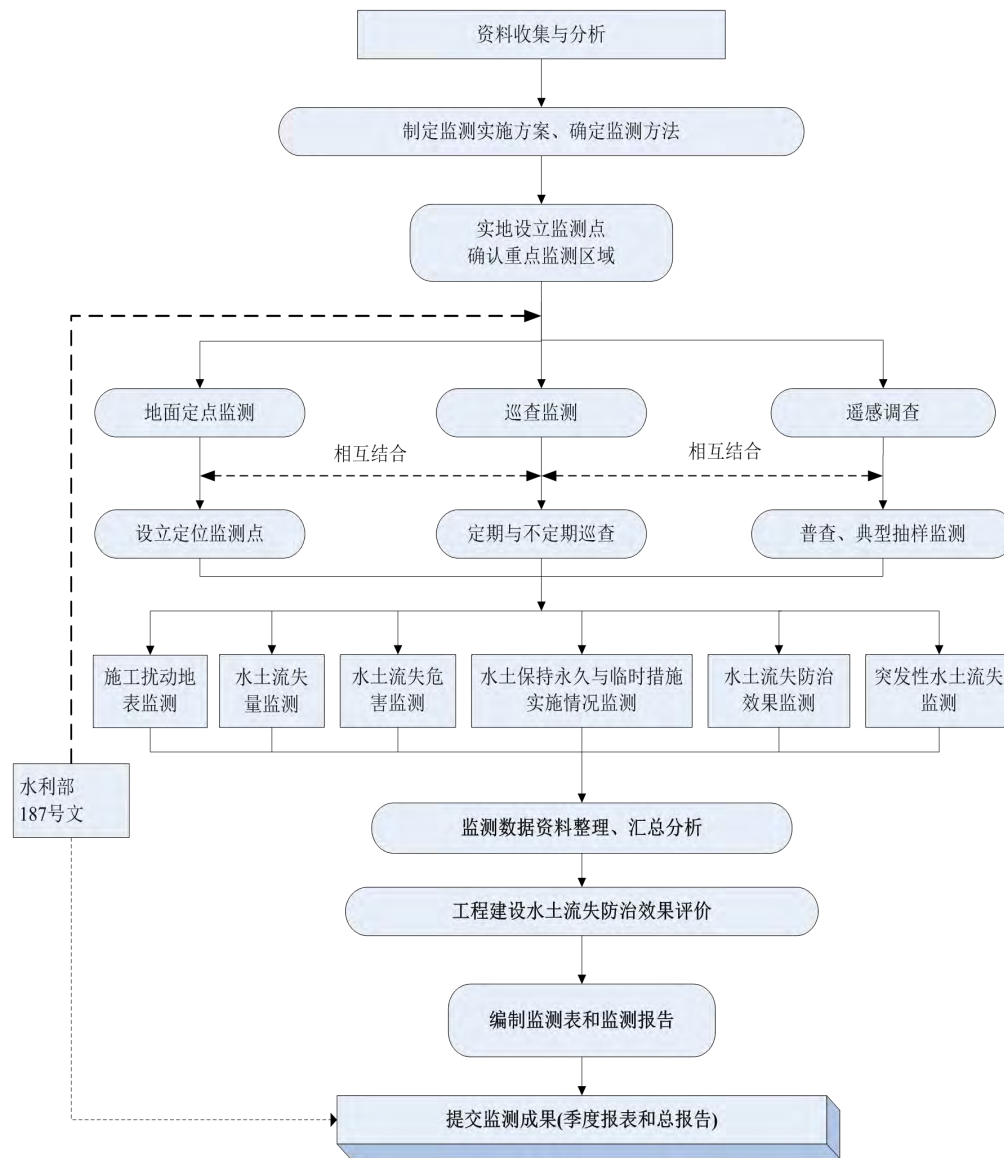 资料收集与分析
制定监测实施方案、确定监测方法
实地设立监测点
确认重点监测区域
地面定点监测
巡查监测
遥感调查
相互结合
相互结合
设立定位监测点
定期与不定期巡查
普查、典型抽样监测
施工扰动地
表监测
水土流失
量监测
水土流失危
害监测
水土保持永久与临时措施
实施情况监测
水土流失防治
效果监测
突发性水土流失
监测
水利部
187号文
监测数据资料整理、汇总分析
工程建设水土流失防治效果评价
编制监测表和监测报告
提交监测成果(季度报表和总报告)